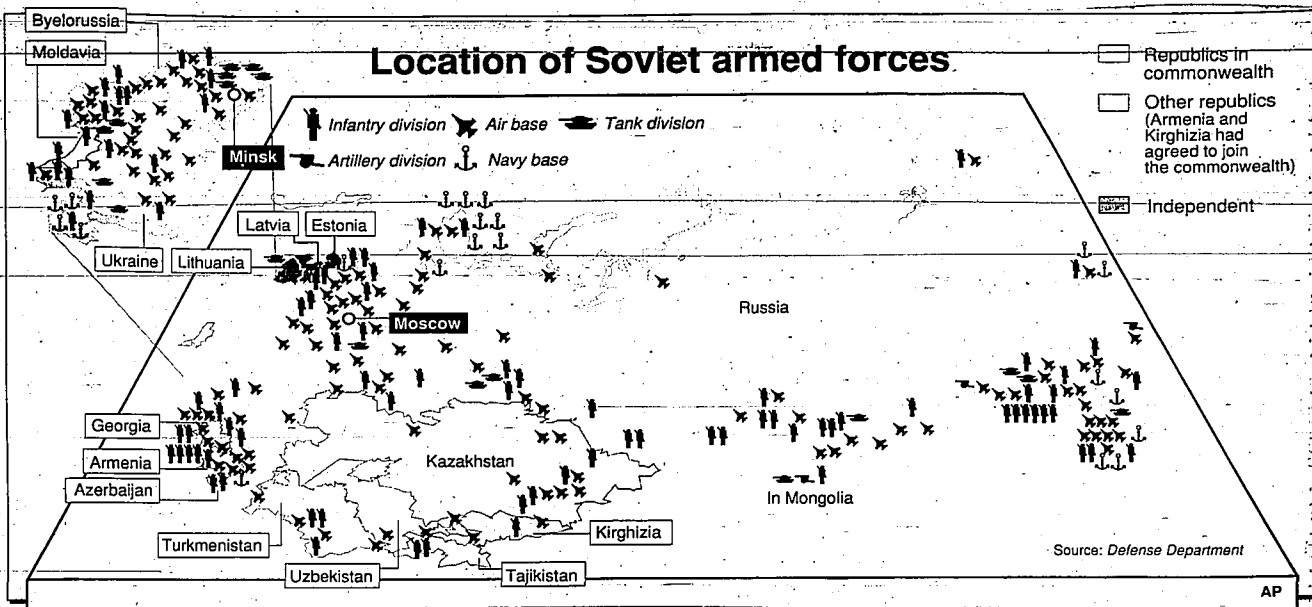 Location of Soviet armed forces
Byelorussia
Moldavia
Infantry division
Air base
Tank division
Artillery division
Navy base
Republics in
commonwealth
Other republics
(Armenia and
Kirghizia had
agreed to join
the commonwealth)
Independent
Minsk
Latvia
Estonia
Ukraine
Lithuania
Russia
Moscow
Georgia
Armenia
Azerbaijan
Kazakhstan
In Mongolia
Turkmenistan
Kirghizia
Uzbekistan
Tajikistan
Source: Defense Department
AP